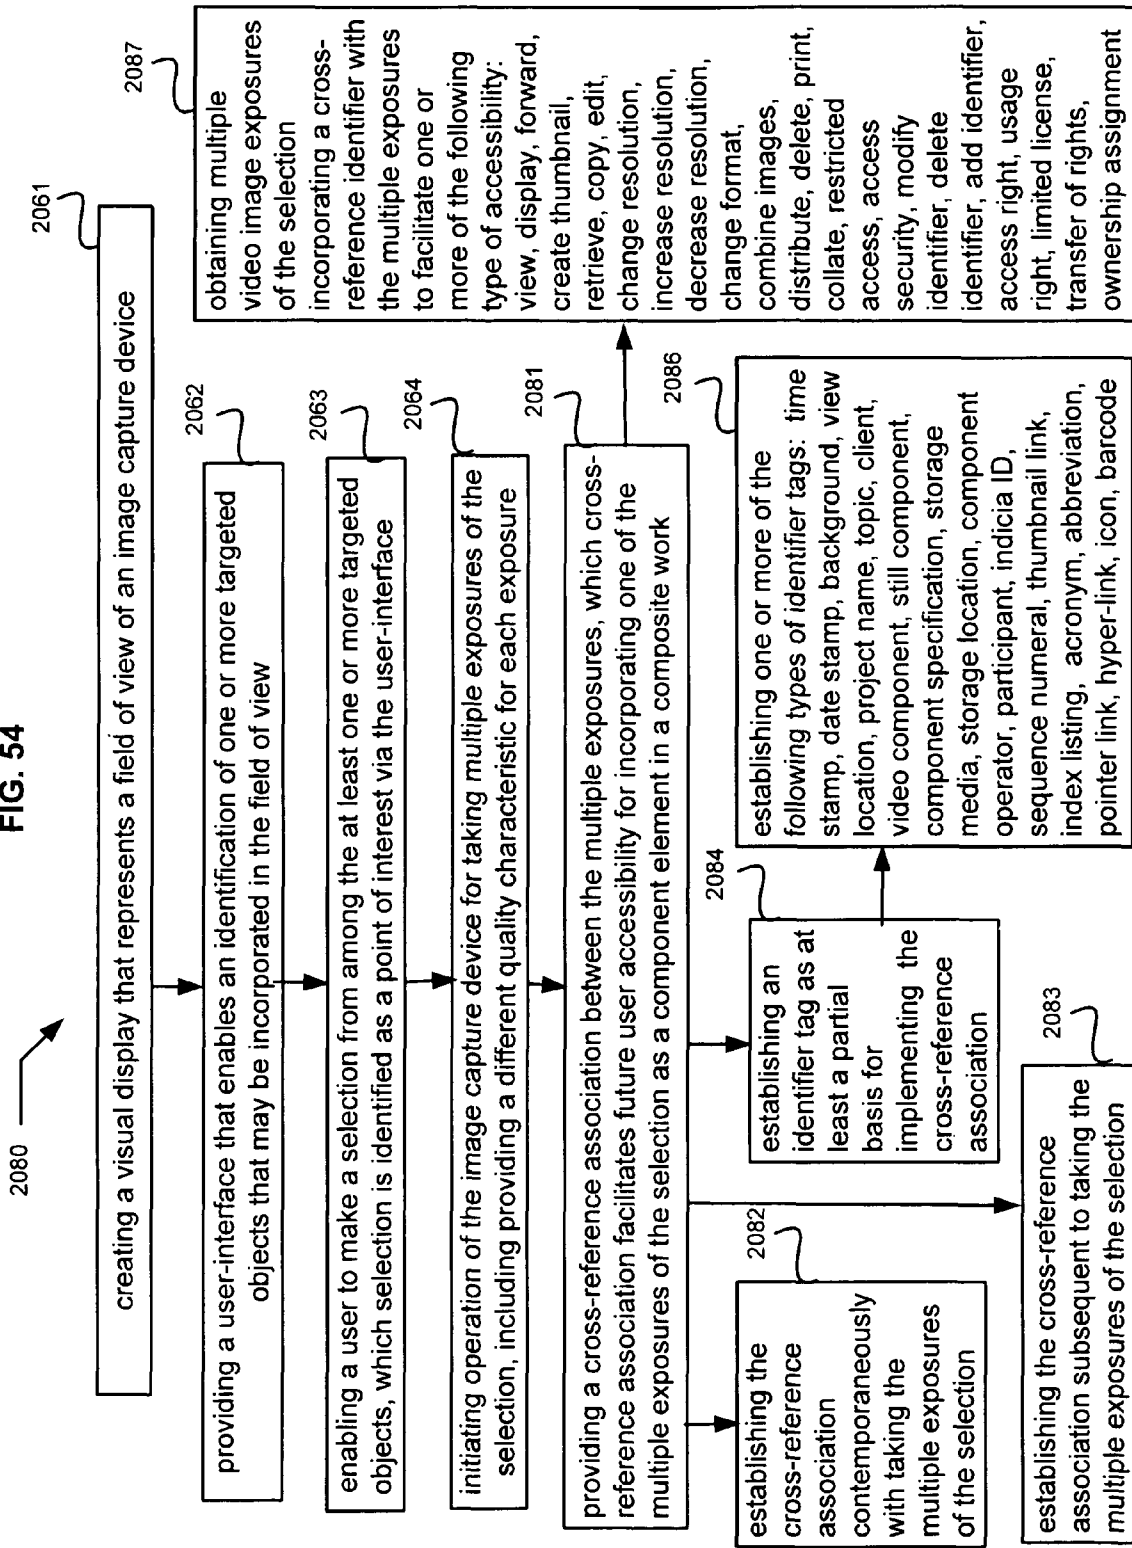 FIG. 54
2080
2061
creating a visual display that represents a field of view of an image capture device
2062
providing a user-interface that enables an identification of one or more targeted
objects that may be incorporated in the field of view
2063
enabling a user to make a selection from among the at least one or more targeted
objects, which selection is identified as a point of interest via the user-interface
2064
initiating operation of the image capture device for taking multiple exposures of the
selection, including providing a different quality characteristic for each exposure
2081
providing a cross-reference association between the multiple exposures, which cross-
reference association facilitates future user accessibility for incorporating one of the
multiple exposures of the selection as a component element in a composite work
2082
establishing the
cross-reference
association
contemporaneously
with taking the
multiple exposures
of the selection
2083
establishing the cross-reference
association subsequent to taking the
multiple exposures of the selection
2084
establishing an
identifier tag as at
least a partial
basis for
implementing the
cross-reference
association
2086
establishing one or more of the
following types of identifier tags: time
stamp, date stamp, background, view
location, project name, topic, client,
video component, still component,
component specification, storage
media, storage location, component
operator, participant, indicia ID,
sequence numeral, thumbnail link,
index listing, acronym, abbreviation,
pointer link, hyper-link, icon, barcode
2087
obtaining multiple
video image exposures
of the selection
incorporating a cross-
reference identifier with
the multiple exposures
to facilitate one or
more of the following
type of accessibility:
view, display, forward,
create thumbnail,
retrieve, copy, edit,
change resolution,
increase resolution,
decrease resolution,
change format,
combine images,
distribute, delete, print,
collate, restricted
access, access
security, modify
identifier, delete
identifier, add identifier,
access right, usage
right, limited license,
transfer of rights,
ownership assignment